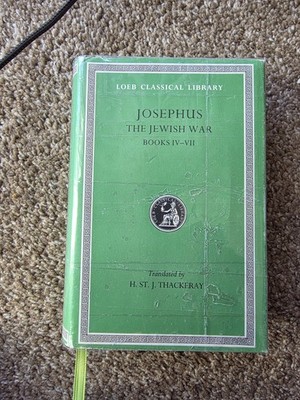 LOEB CLASSICAL LIBRARY
JOSEPHUS
THE JEWISH WAR
BOOKS IV–VII
Translated by
H. ST. J. THACKERAY